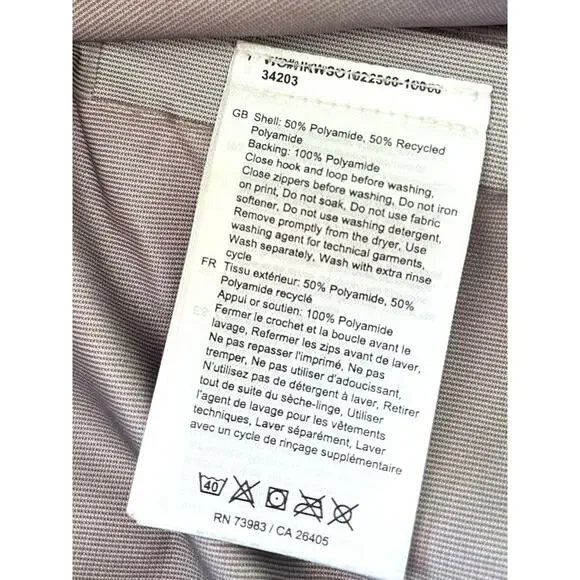 34203
GB Shell: 50% Polyamide, 50% Recycled
Polyamide
Backing: 100% Polyamide
Close hook and loop before washing,
Close zippers before washing, Do not iron
on print, Do not soak, Do not use fabric
softener, Do not use washing detergent,
Remove promptly from the dryer, Use
washing agent for technical garments,
Wash separately, Wash with extra rinse
cycle
FR Tissu extérieur: 50% Polyamide, 50%
Polyamide recyclé
Appui or soutien: 100% Polyamide
Fermer le crochet et la boucle avant le
lavage, Refermer les zips avant de laver,
Ne pas repasser l'imprimé, Ne pas
tremper, Ne pas utiliser d'adoucissant,
N'utilisez pas de détergent à laver, Retirer
tout de suite du sèche-linge, Utiliser
l'agent de lavage pour les vêtements
techniques, Laver séparément, Laver
avec un cycle de rinçage supplémentaire
40
RN 73983 / CA 26405